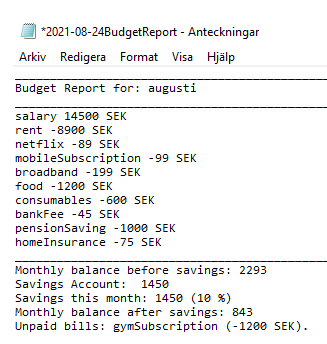 *2021-08-24BudgetReport - Anteckningar
Arkiv Redigera Format Visa Hjälp
Budget Report for: augusti
salary 14500 SEK
rent -8900 SEK
netflix -89 SEK
mobileSubscription -99 SEK
broadband -199 SEK
food -1200 SEK
consumables -600 SEK
bankFee -45 SEK
pensionSaving -1000 SEK
homeInsurance -75 SEK
Monthly balance before savings: 2293
Savings Account:  1450
Savings this month: 1450 (10 %)
Monthly balance after savings: 843
Unpaid bills: gymSubscription (-1200 SEK).